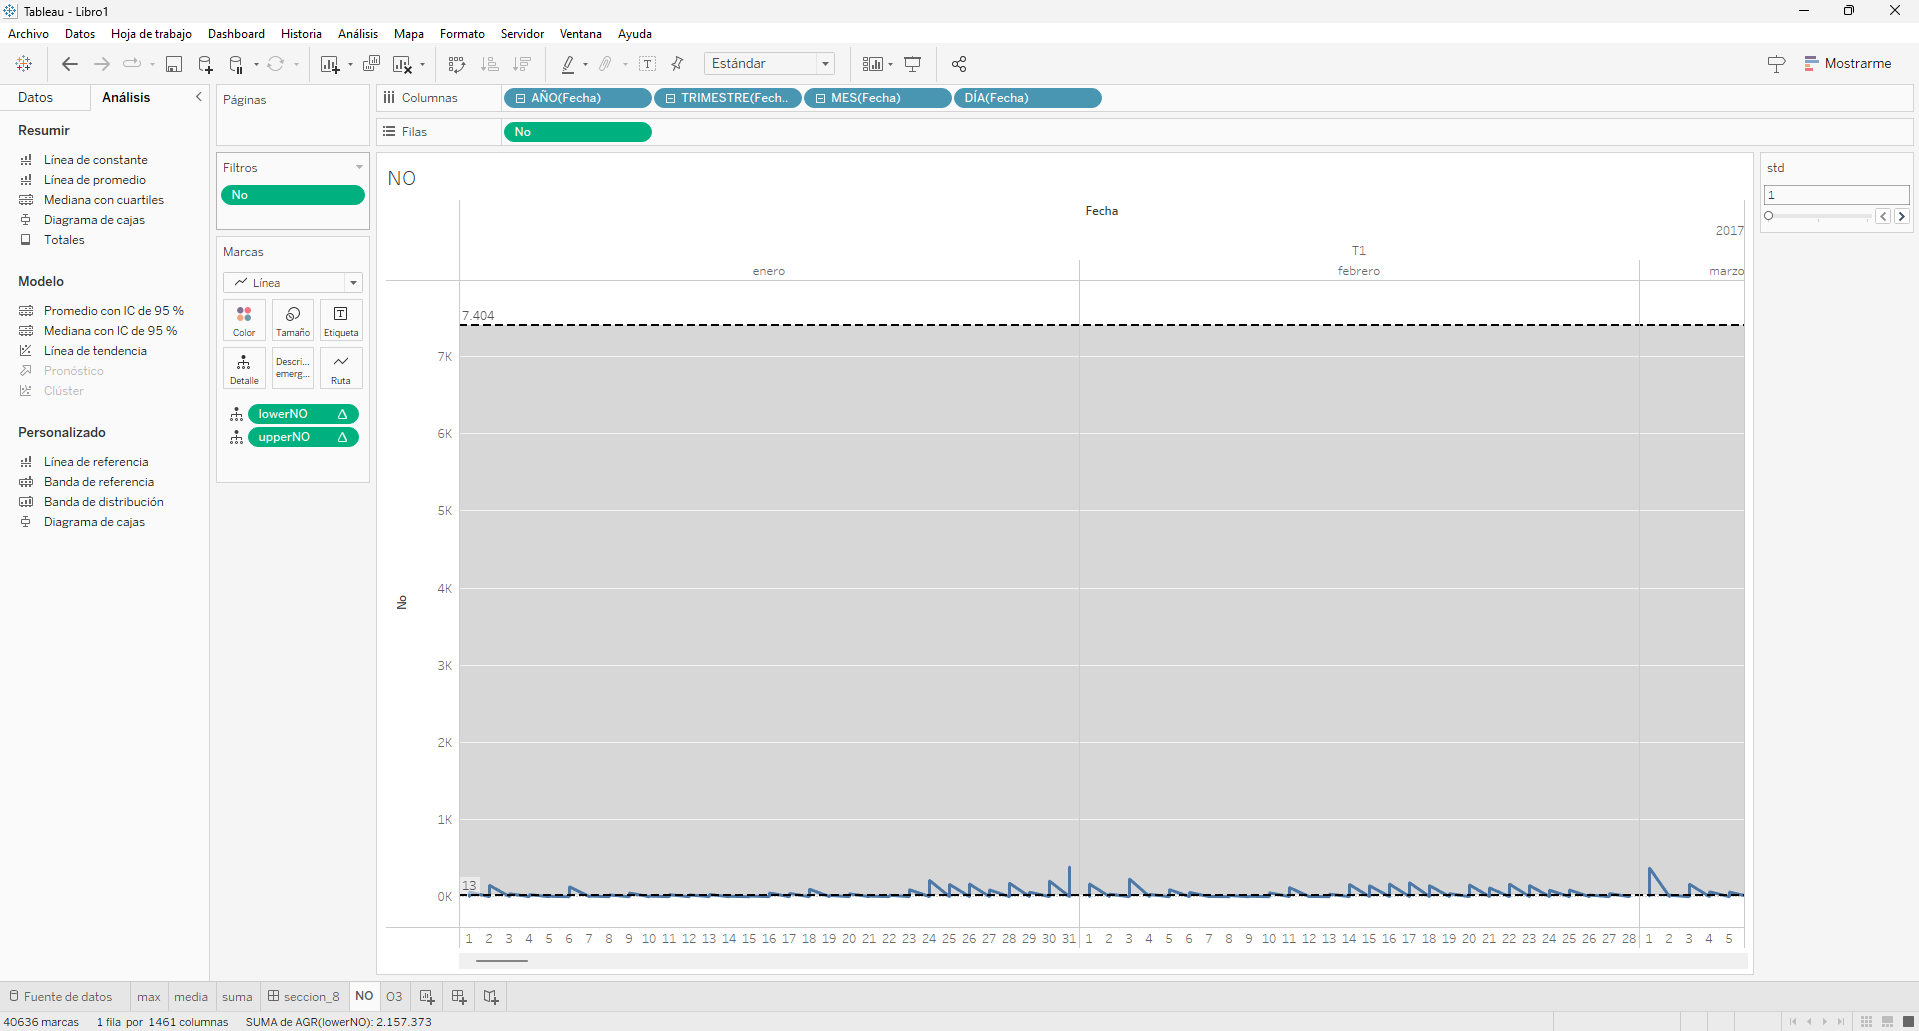 Tableau - Libro1
Archivo Datos Hoja de trabajo Dashboard Historia Análisis Mapa Formato Servidor Ventana Ayuda
Estándar
Mostrarme
Datos
Análisis
Resumir
Línea de constante
Línea de promedio
Mediana con cuartiles
Diagrama de cajas
Totales
Modelo
Promedio con IC de 95 %
Mediana con IC de 95 %
Línea de tendencia
Pronóstico
Clúster
Personalizado
Línea de referencia
Banda de referencia
Banda de distribución
Diagrama de cajas
Páginas
Filtros
No
Marcas
Línea
Color Tamaño Etiqueta
Detalle Descri... emerg... Ruta
lowerNO Δ
upperNO Δ
Columnas AÑO(Fecha) TRIMESTRE(Fech.. MES(Fecha) DÍA(Fecha)
Filas No
NO
Fecha
2017
T1
enero febrero marzo
7.404
7K
6K
5K
4K
3K
2K
1K
13
0K
No
1 2 3 4 5 6 7 8 9 10 11 12 13 14 15 16 17 18 19 20 21 22 23 24 25 26 27 28 29 30 31 1 2 3 4 5 6 7 8 9 10 11 12 13 14 15 16 17 18 19 20 21 22 23 24 25 26 27 28 1 2 3 4 5
std
1
Fuente de datos max media suma seccion_8 NO O3
40636 marcas 1 fila por 1461 columnas SUMA de AGR(lowerNO): 2.157.373